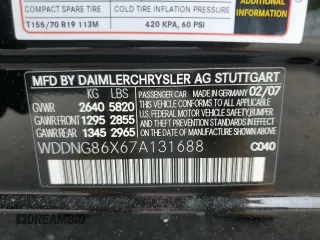 COMPACT SPARE TIRE
COLD TIRE INFLATION PRESSURE
T155/70 R19 113M
420 KPA, 60 PSI
ADDITIONAL
INFORMATION
MFD BY DAIMLERCHRYSLER AG STUTTGART
KG LBS
MADE IN GERMANY 02/07
GVWR 2640 5820
GAWR FRONT 1295 2855
GAWR REAR 1345 2965
PASSENGER CAR
THIS VEHICLE CONFORMS TO ALL APPLICABLE
U.S. FEDERAL MOTOR VEHICLE SAFETY,
BUMPER, AND THEFT PREVENTION STANDARDS
IN EFFECT ON THE DATE OF
MANUFACTURE SHOWN ABOVE.
WDDNG86X67A131688
C040